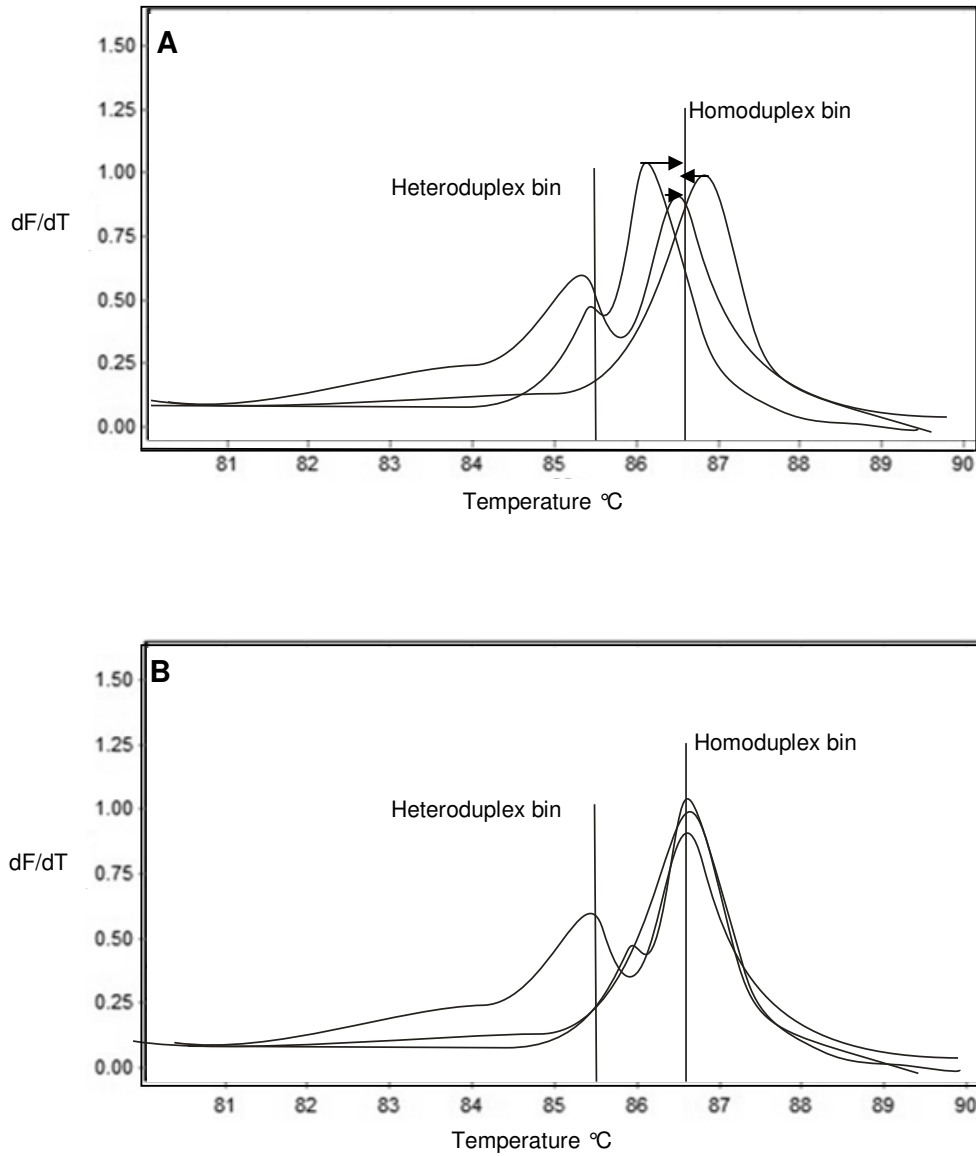 A
1.50
1.25
Homoduplex bin
1.00
Heteroduplex bin
dF/dT
0.75
0.50
0.25
0.00
81 82 83 84 85 86 87 88 89 90
Temperature °C
B
1.50
1.25
Homoduplex bin
1.00
Heteroduplex bin
dF/dT
0.75
0.50
0.25
0.00
81 82 83 84 85 86 87 88 89 90
Temperature °C